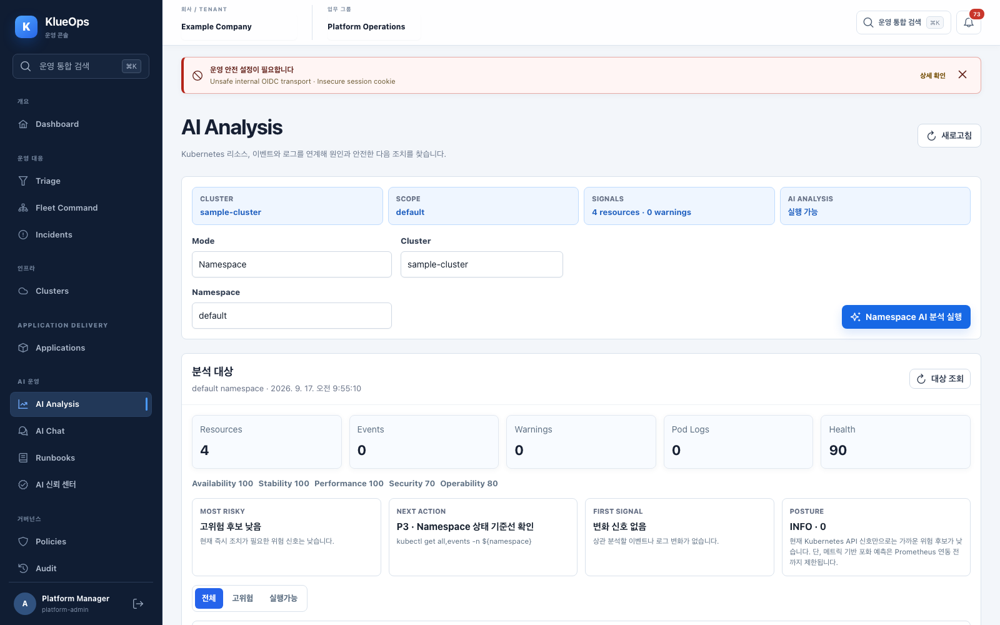 K
KlueOps
운영 콘솔
운영 통합 검색
⌘K
개요
Dashboard
운영 대응
Triage
Fleet Command
Incidents
인프라
Clusters
APPLICATION DELIVERY
Applications
AI 운영
AI Analysis
AI Chat
Runbooks
AI 신뢰 센터
거버넌스
Policies
Audit
A
Platform Manager
platform-admin
회사 / TENANT
Example Company
업무 그룹
Platform Operations
운영 통합 검색
⌘K
73
운영 안전 설정이 필요합니다
Unsafe internal OIDC transport · Insecure session cookie
상세 확인
AI Analysis
Kubernetes 리소스, 이벤트와 로그를 연계해 원인과 안전한 다음 조치를 찾습니다.
새로고침
CLUSTER
sample-cluster
SCOPE
default
SIGNALS
4 resources · 0 warnings
AI ANALYSIS
실행 가능
Mode
Cluster
Namespace
sample-cluster
Namespace
default
Namespace AI 분석 실행
분석 대상
default namespace · 2026. 9. 17. 오전 9:55:10
대상 조회
Resources
4
Events
0
Warnings
0
Pod Logs
0
Health
90
Availability 100 Stability 100 Performance 100 Security 70 Operability 80
MOST RISKY
고위험 후보 낮음
현재 즉시 조치가 필요한 위험 신호는 낮습니다.
NEXT ACTION
P3 · Namespace 상태 기준선 확인
kubectl get all,events -n ${namespace}
FIRST SIGNAL
변화 신호 없음
상관 분석할 이벤트나 로그 변화가 없습니다.
POSTURE
INFO · 0
현재 Kubernetes API 신호만으로는 가까운 위험 후보가 낮
습니다. 단, 메트릭 기반 포화 예측은 Prometheus 연동 전
까지 제한됩니다.
전체
고위험
실행가능